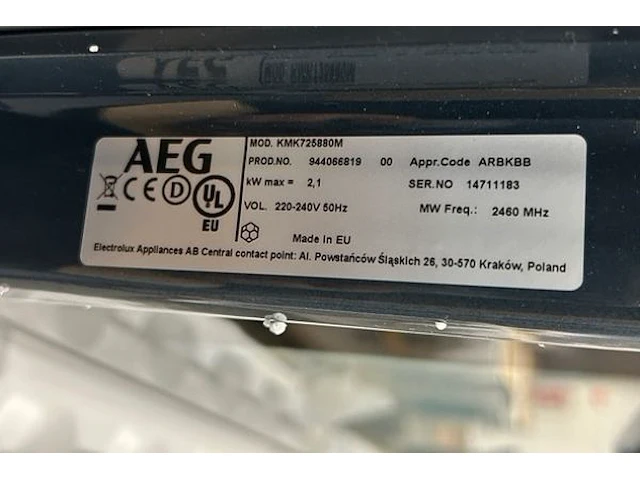 AEG
CE D UL
EU
MOD. KMK725880M
PROD.NO. 944066819 00 Appr.Code ARBKBB
kW max = 2,1 SER.NO 14711183
VOL. 220-240V 50Hz MW Freq.: 2460 MHz
Made in EU
Electrolux Appliances AB Central contact point: Al. Powstańców Śląskich 26, 30-570 Kraków, Poland